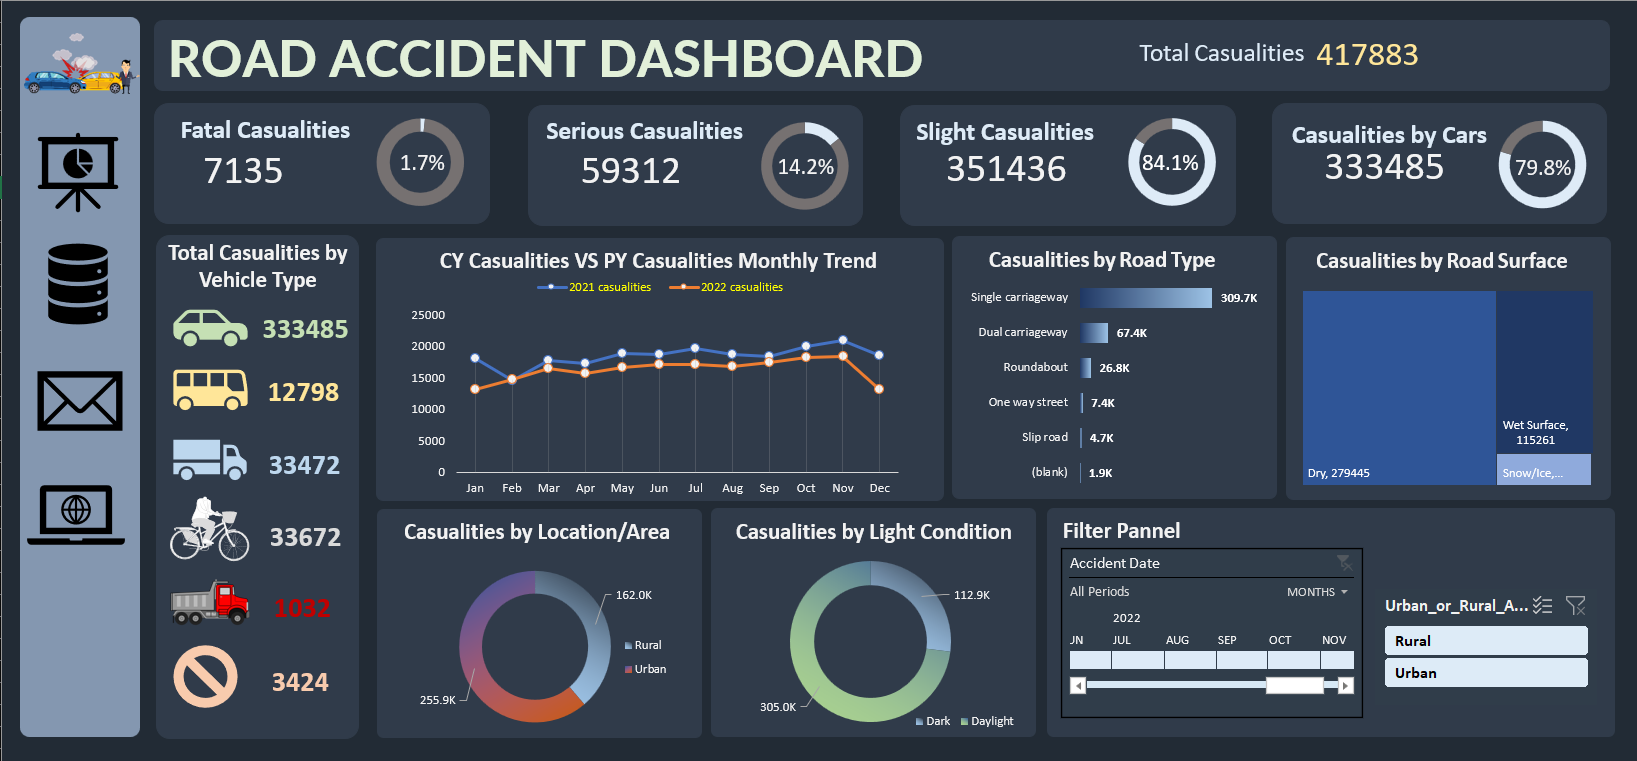 ROAD ACCIDENT DASHBOARD
Total Casualities 417883
Fatal Casualities
7135
1.7%
Serious Casualities
59312
14.2%
Slight Casualities
351436
84.1%
Casualities by Cars
333485
79.8%
Total Casualities by
Vehicle Type
333485
12798
33472
33672
1032
3424
CY Casualities VS PY Casualities Monthly Trend
2021 casualities 2022 casualities
25000
20000
15000
10000
5000
0
Jan Feb Mar Apr May Jun Jul Aug Sep Oct Nov Dec
Casualities by Road Type
Single carriageway 309.7K
Dual carriageway 67.4K
Roundabout 26.8K
One way street 7.4K
Slip road 4.7K
(blank) 1.9K
Casualities by Road Surface
Dry, 279445
Wet Surface,
115261
Snow/Ice,...
Casualities by Location/Area
162.0K
255.9K
Rural
Urban
Casualities by Light Condition
112.9K
305.0K
Dark Daylight
Filter Pannel
Accident Date
All Periods MONTHS
2022
JN JUL AUG SEP OCT NOV
Urban_or_Rural_A...
Rural
Urban